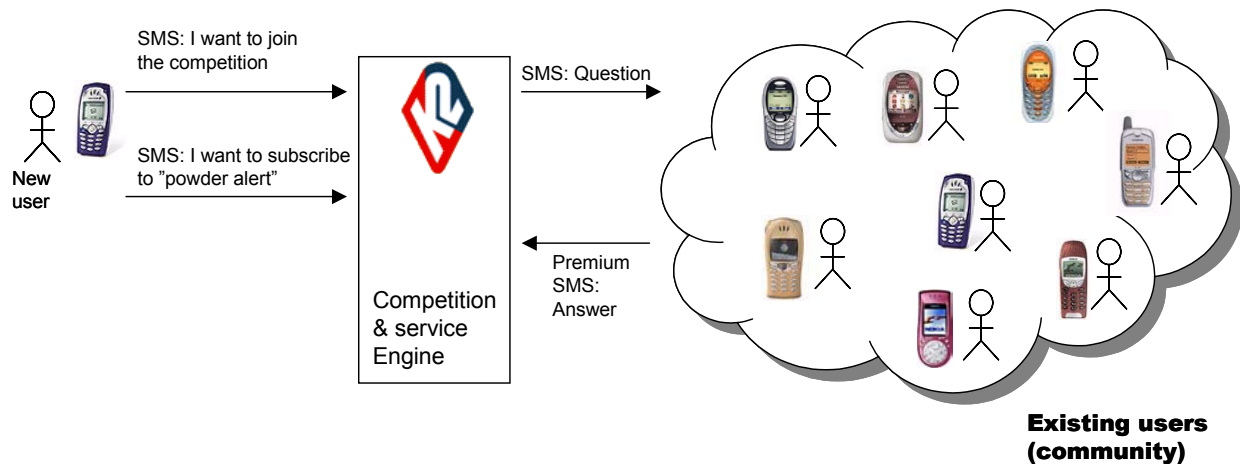 SMS: I want to join
the competition
SMS: I want to subscribe
to ”powder alert”
New
user
K2
Competition
& service
Engine
SMS: Question
Premium
SMS:
Answer
Existing users
(community)